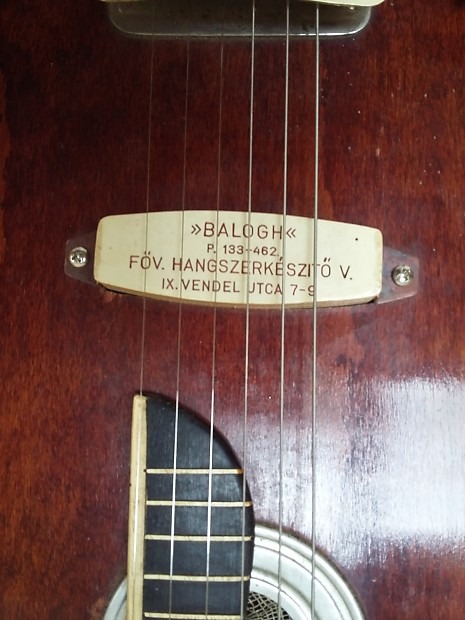 »BALOGH«
P. 133-462.
FŐV. HANGSZERKÉSZITŐ V.
IX. VENDEL UTCA 7-9